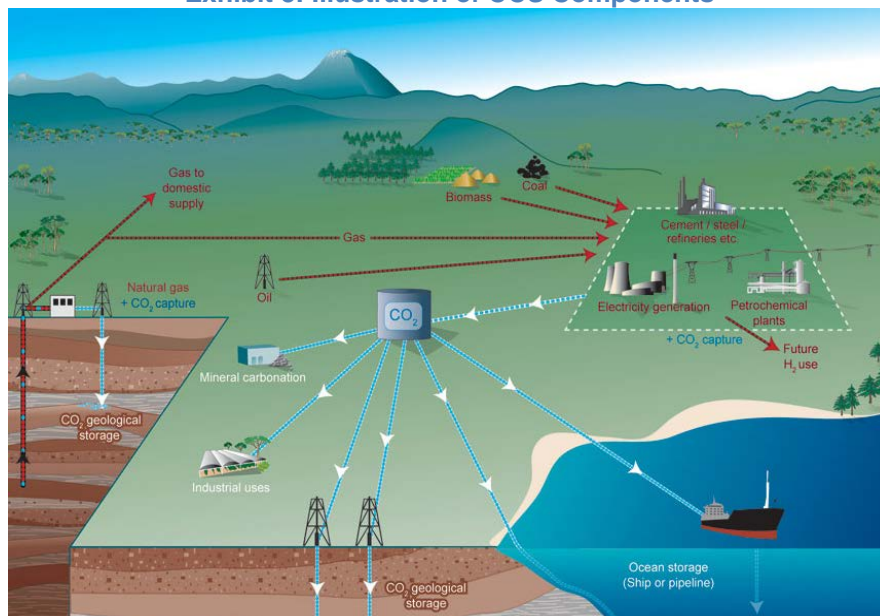 Exhibit 3: Illustration of CCS Components
Gas to
domestic
supply
Coal
Biomass
Cement / steel /
refineries etc
Gas
Natural gas
+ CO₂ capture
Oil
Electricity generation
Petrochemical
plants
CO₂
+ CO₂ capture
Future
H₂ use
Mineral carbonation
CO₂ geological
storage
Industrial uses
Ocean storage
(Ship or pipeline)
CO₂ geological
storage